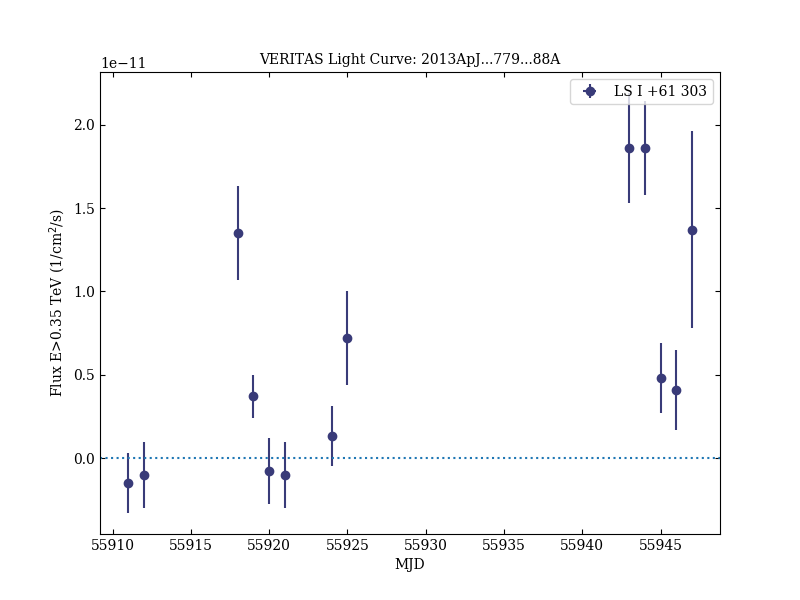 VERITAS Light Curve: 2013ApJ...779...88A
1e−11
LS I +61 303
2.0
1.5
1.0
0.5
0.0
Flux E>0.35 TeV (1/cm²/s)
55910 55915 55920 55925 55930 55935 55940 55945
MJD